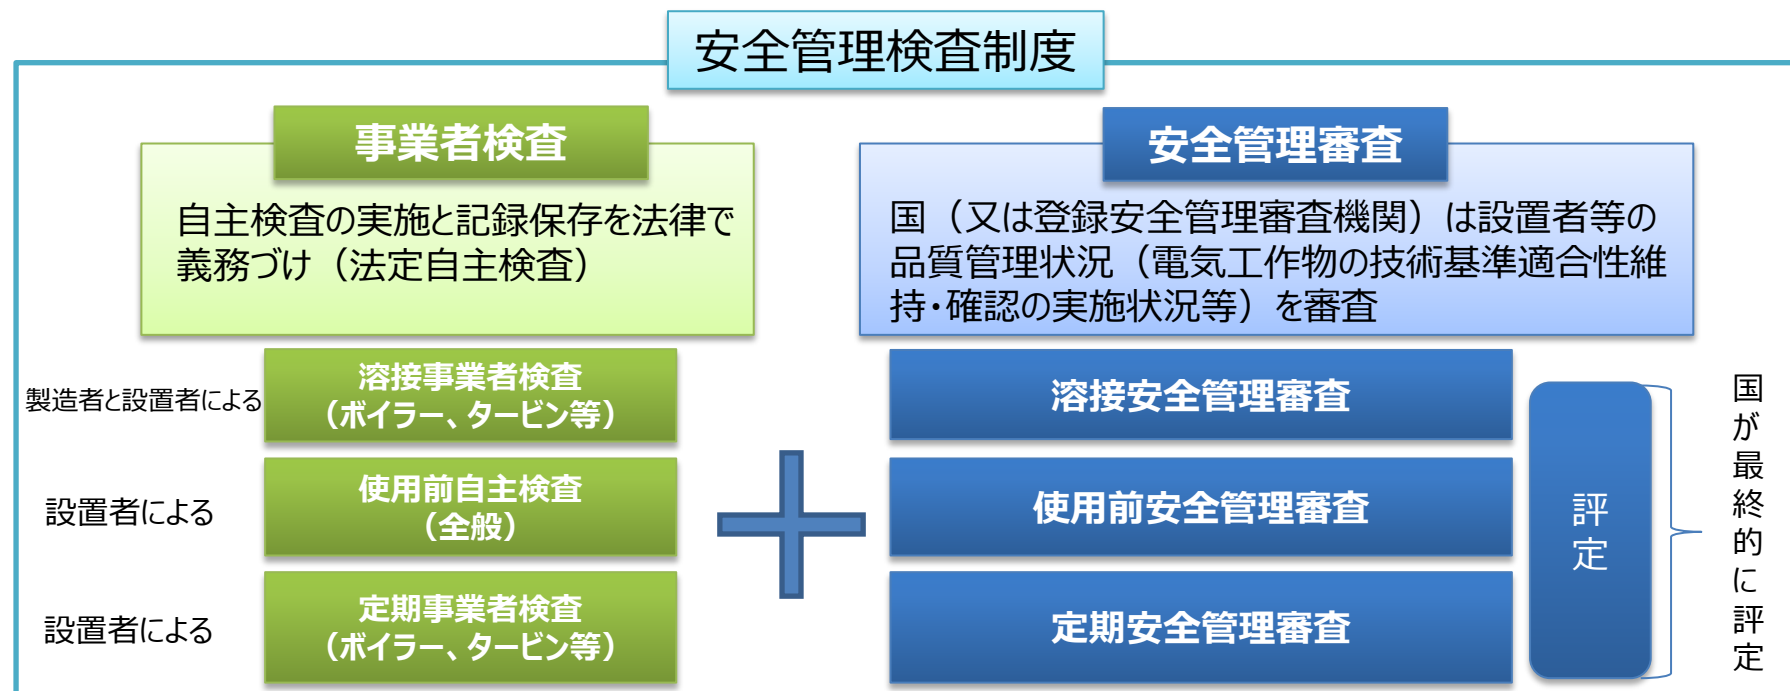 安全管理検査制度
事業者検査
自主検査の実施と記録保存を法律で
義務づけ（法定自主検査）
安全管理審査
国（又は登録安全管理審査機関）は設置者等の
品質管理状況（電気工作物の技術基準適合性維
持・確認の実施状況等）を審査
製造者と設置者による
溶接事業者検査
（ボイラー、タービン等）
溶接安全管理審査
設置者による
使用前自主検査
（全般）
使用前安全管理審査
設置者による
定期事業者検査
（ボイラー、タービン等）
定期安全管理審査
評定
国が最終的に評定